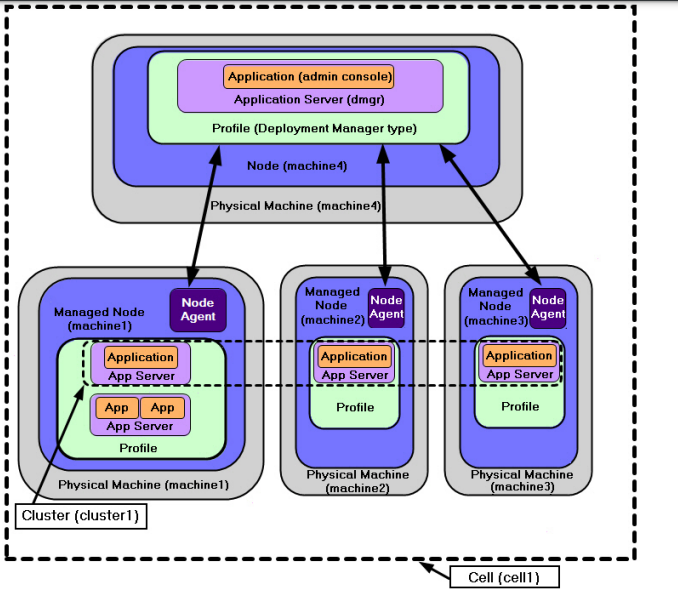 Application (admin console)
Application Server (dmgr)
Profile (Deployment Manager type)
Node (machine4)
Physical Machine (machine4)
Managed Node
(machine1)
Node
Agent
Application
App Server
App App
App Server
Profile
Physical Machine (machine1)
Managed
Node
(machine2)
Node
Agent
Application
App Server
Profile
Physical Machine
(machine2)
Managed
Node
(machine3)
Node
Agent
Application
App Server
Profile
Physical Machine
(machine3)
Cluster (cluster1)
Cell (cell1)